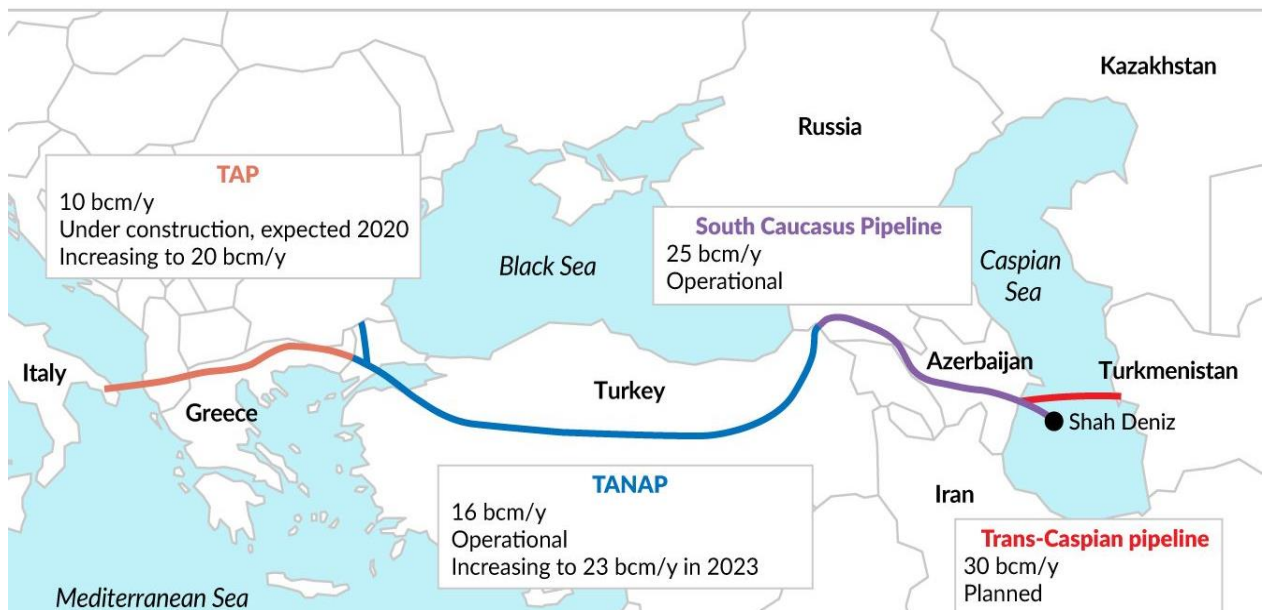 Kazakhstan
Russia
TAP
10 bcm/y
Under construction, expected 2020
Increasing to 20 bcm/y
South Caucasus Pipeline
25 bcm/y
Operational
Black Sea
Caspian
Sea
Italy
Greece
Turkey
Azerbaijan
Turkmenistan
Shah Deniz
TANAP
16 bcm/y
Operational
Increasing to 23 bcm/y in 2023
Iran
Trans-Caspian pipeline
30 bcm/y
Planned
Mediterranean Sea